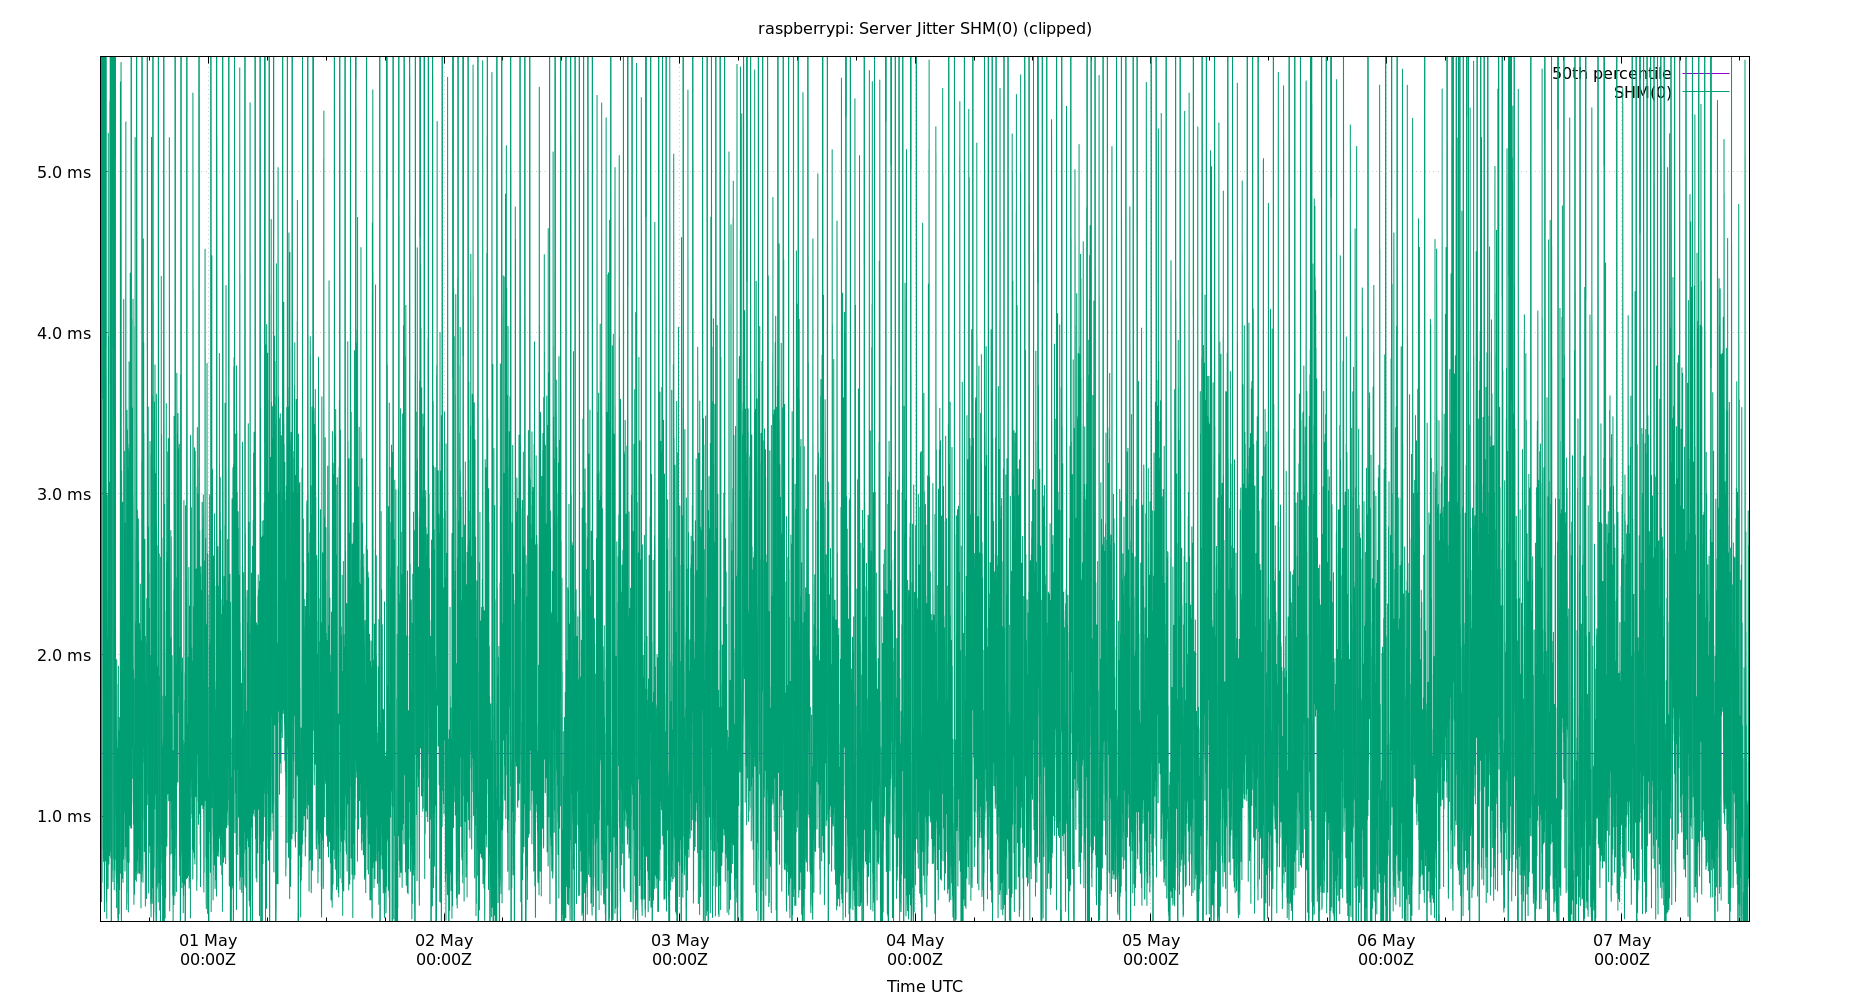 raspberrypi: Server Jitter SHM(0) (clipped)
50th percentile
SHM(0)
5.0 ms
4.0 ms
3.0 ms
2.0 ms
1.0 ms
01 May 02 May 03 May 04 May 05 May 06 May 07 May
00:00Z 00:00Z 00:00Z 00:00Z 00:00Z 00:00Z 00:00Z
Time UTC